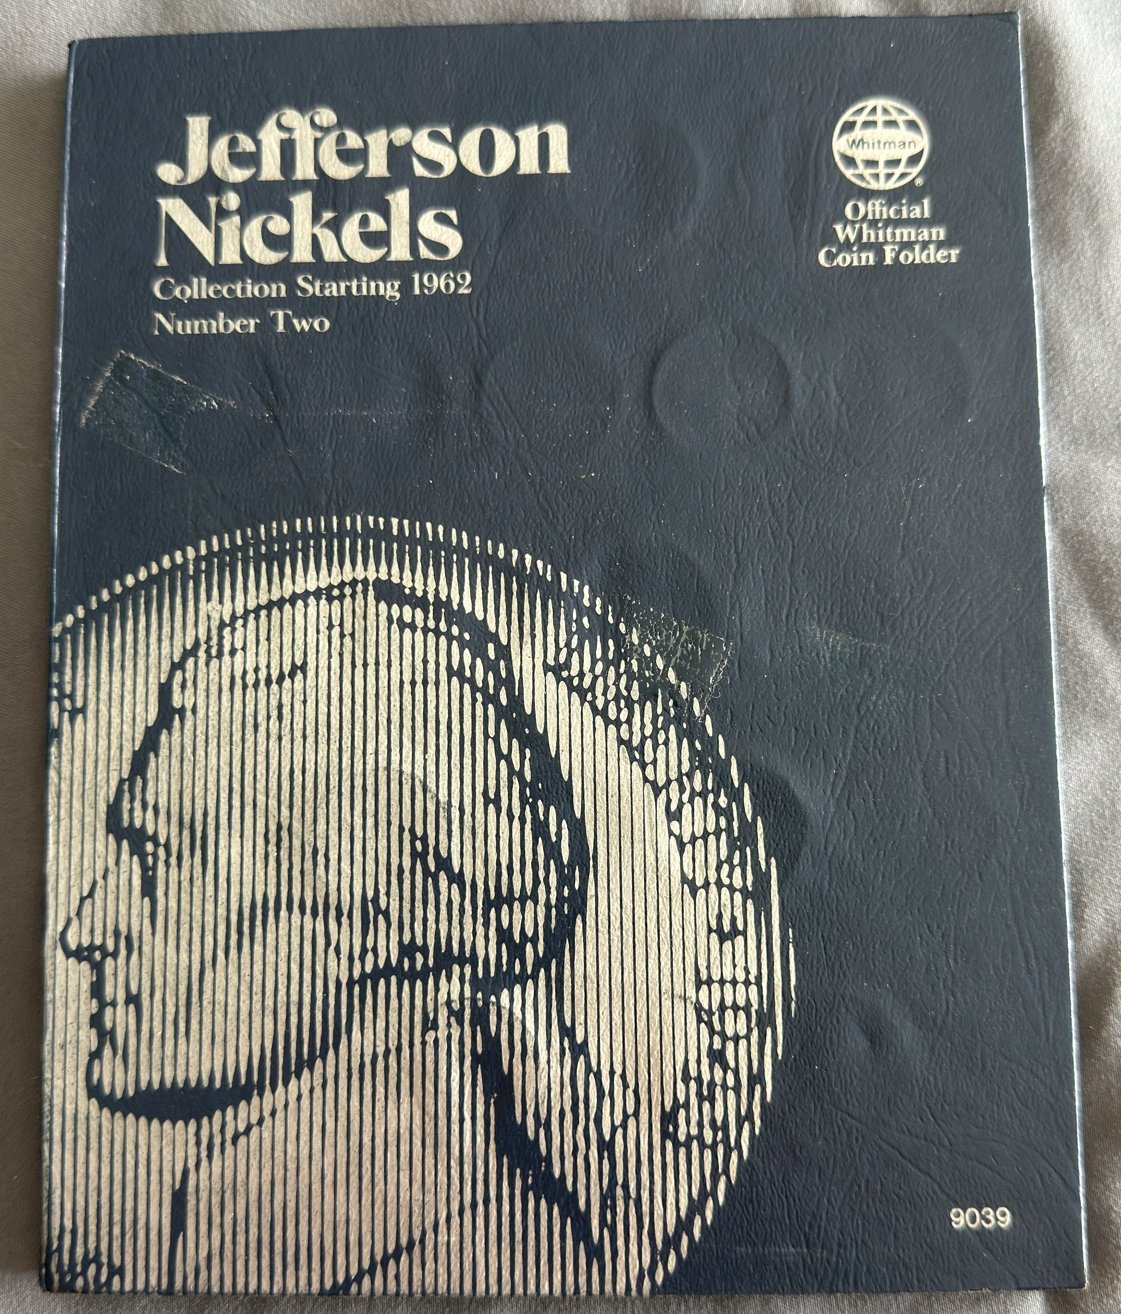 Jefferson
Nickels
Collection Starting 1962
Number Two
Whitman
®
Official
Whitman
Coin Folder
9039